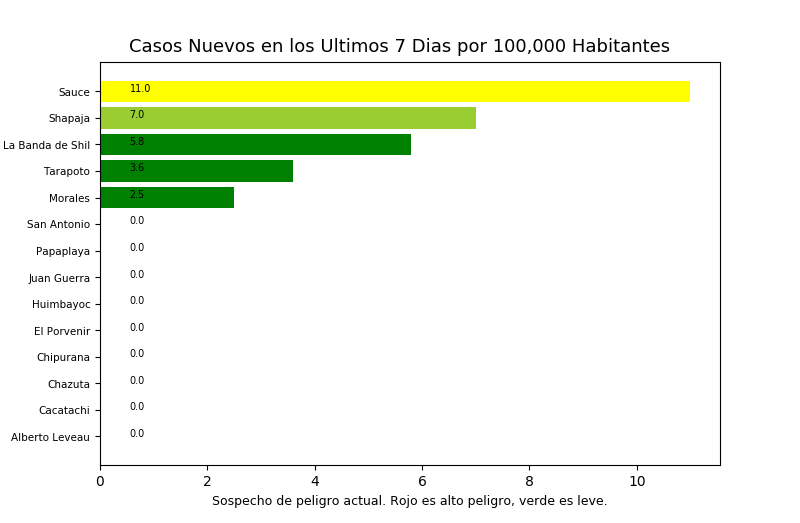 Casos Nuevos en los Ultimos 7 Dias por 100,000 Habitantes
Sauce 11.0
Shapaja 7.0
La Banda de Shil 5.8
Tarapoto 3.6
Morales 2.5
San Antonio 0.0
Papaplaya 0.0
Juan Guerra 0.0
Huimbayoc 0.0
El Porvenir 0.0
Chipurana 0.0
Chazuta 0.0
Cacatachi 0.0
Alberto Leveau 0.0
0 2 4 6 8 10
Sospecho de peligro actual. Rojo es alto peligro, verde es leve.